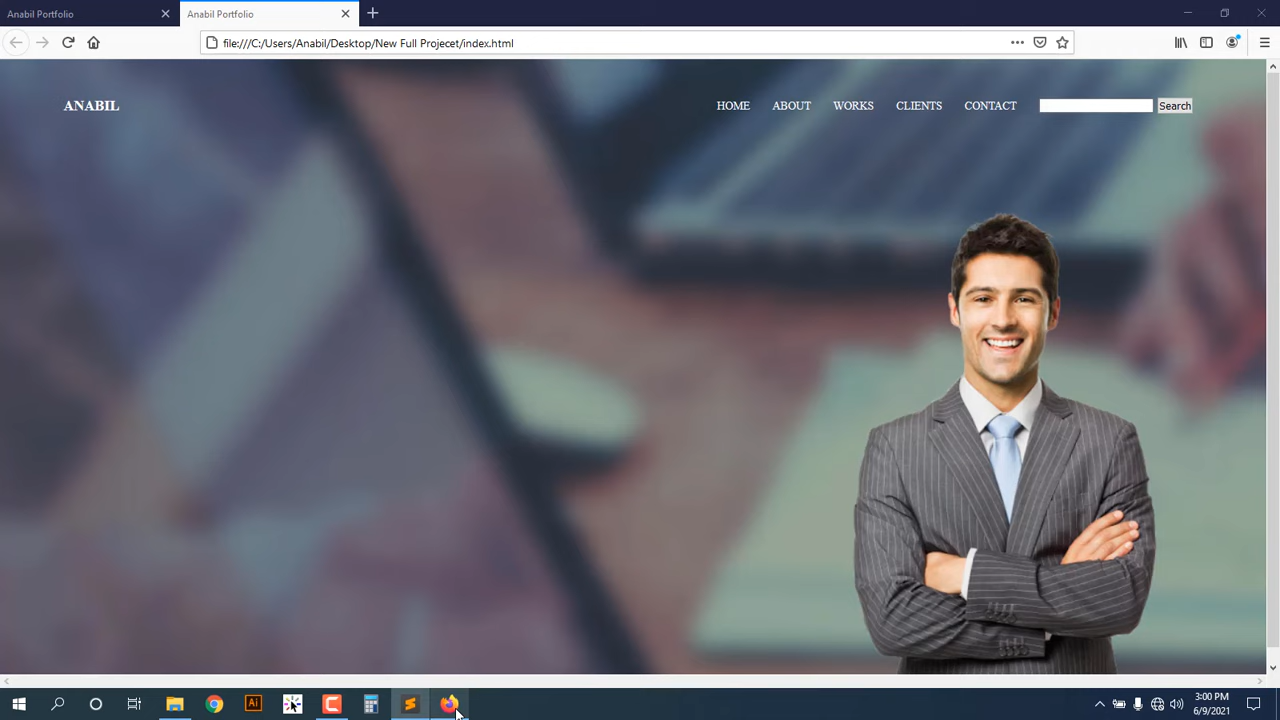 Anabil Portfolio
Anabil Portfolio
file:///C:/Users/Anabil/Desktop/New Full Projecet/index.html
ANABIL HOME ABOUT WORKS CLIENTS CONTACT Search
Ai
3:00 PM
6/9/2021